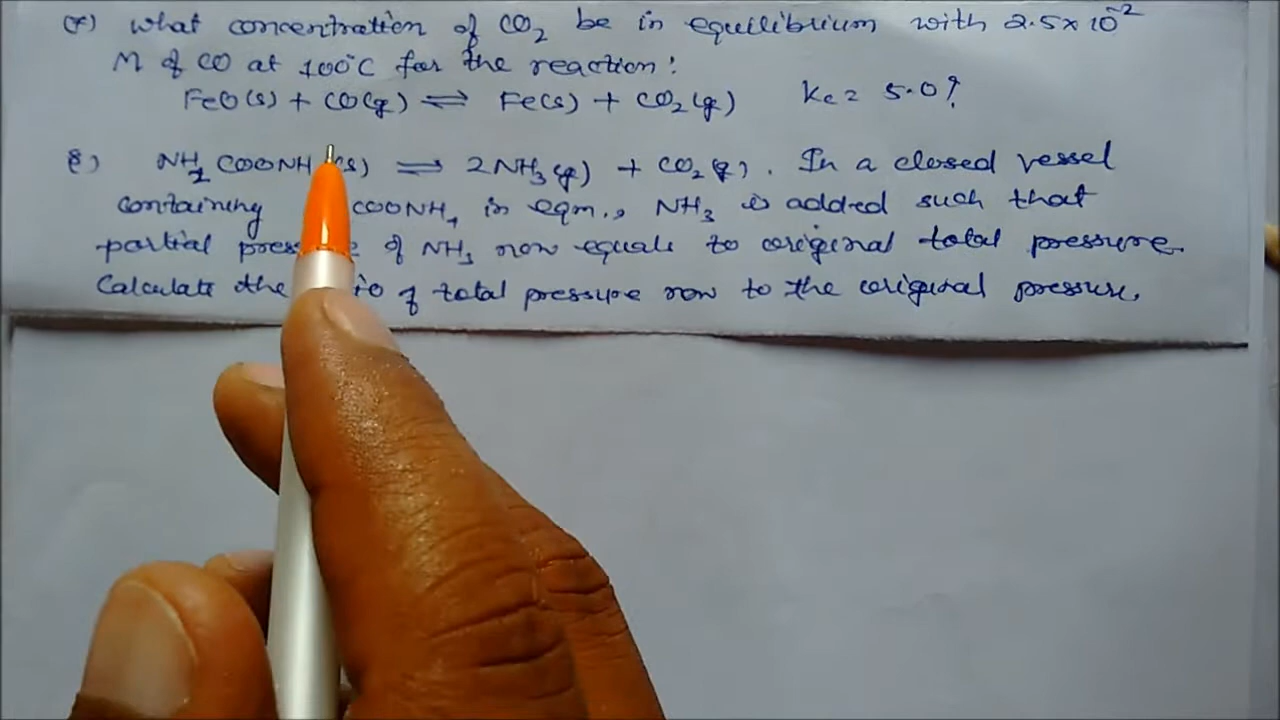 7) What concentration of CO₂ be in equilibrium with 2.5×10⁻²
M of CO at 100°C for the reaction:
FeO(s) + CO(g) ⇌ Fe(s) + CO₂(g) Kc = 5.0?
8) NH₂COONH (s) ⇌ 2NH₃(g) + CO₂(g). In a closed vessel
containing COONH₄ in eqm., NH₃ is added such that
partial of NH₃ now equals to original total pressure.
Calculate the of total pressure now to the original pressure.